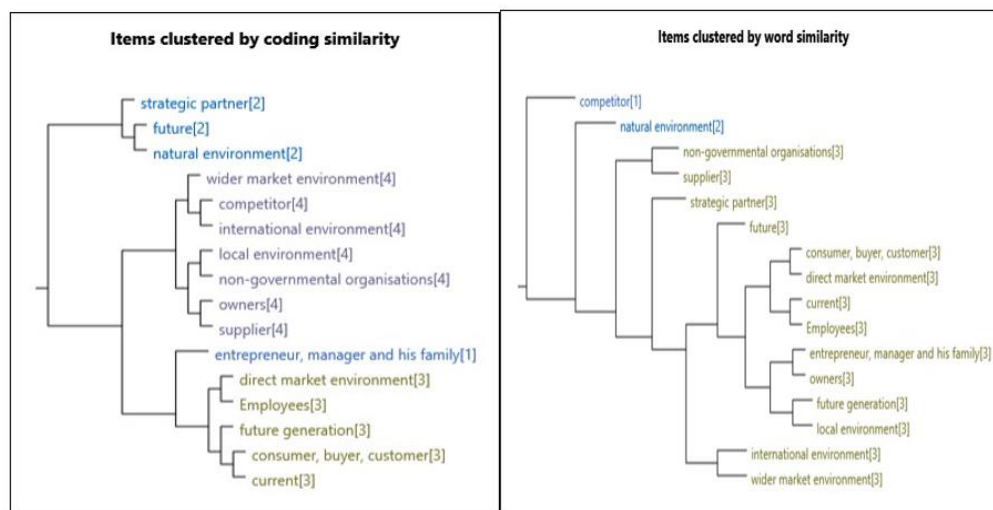 Items clustered by coding similarity
strategic partner[2]
future[2]
natural environment[2]
wider market environment[4]
competitor[4]
international environment[4]
local environment[4]
non-governmental organisations[4]
owners[4]
supplier[4]
entrepreneur, manager and his family[1]
direct market environment[3]
Employees[3]
future generation[3]
consumer, buyer, customer[3]
current[3]
Items clustered by word similarity
competitor[1]
natural environment[2]
non-governmental organisations[3]
supplier[3]
strategic partner[3]
future[3]
consumer, buyer, customer[3]
direct market environment[3]
current[3]
Employees[3]
entrepreneur, manager and his family[3]
owners[3]
future generation[3]
local environment[3]
international environment[3]
wider market environment[3]